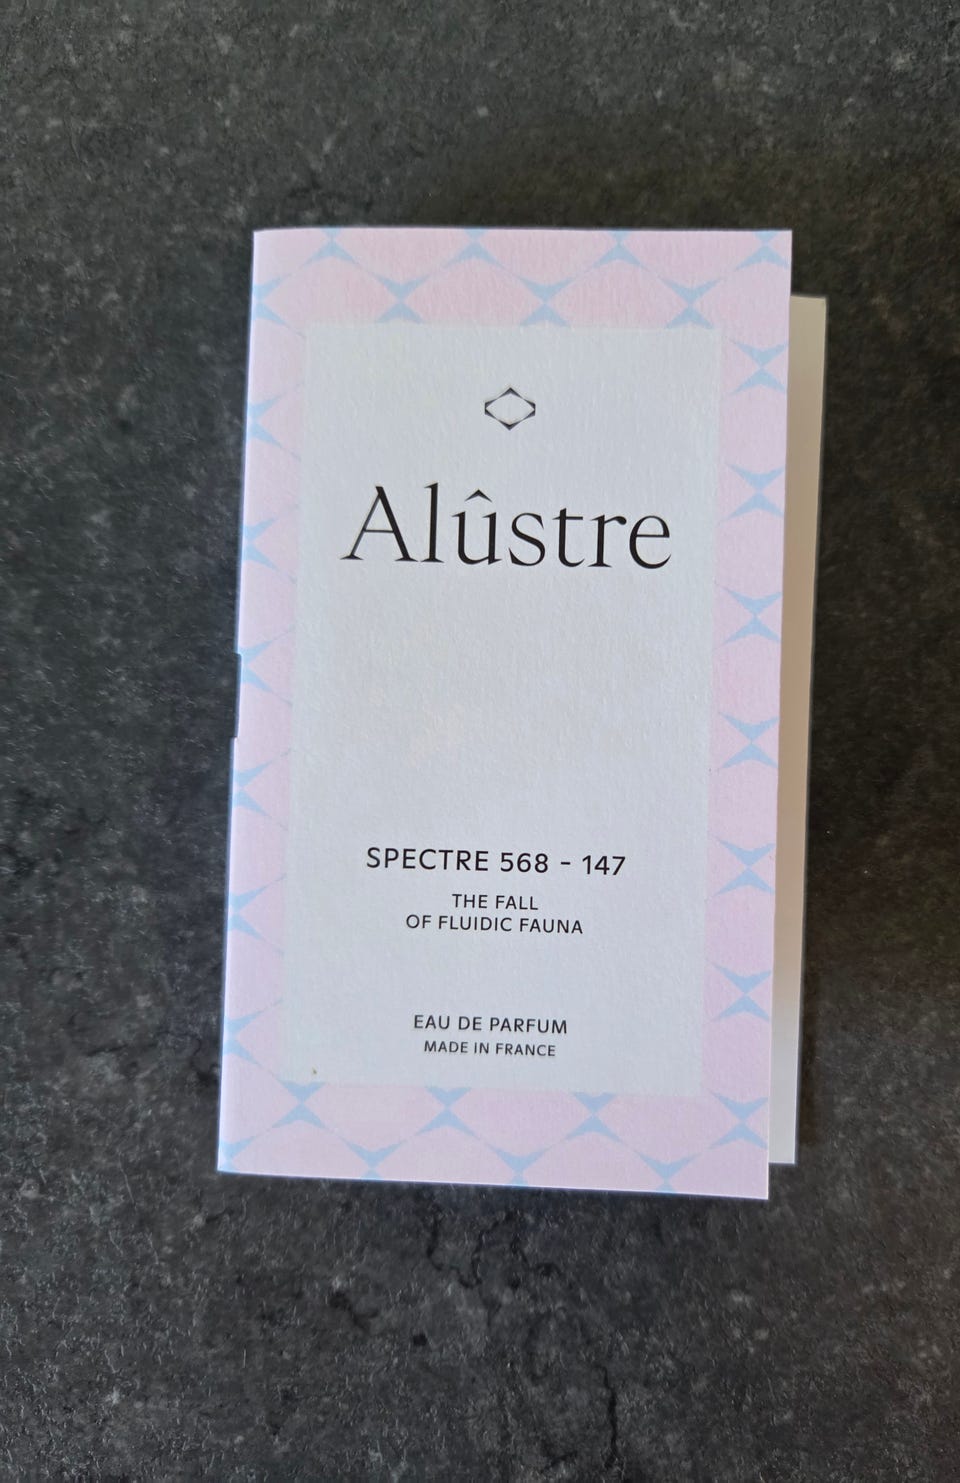 Alûstre
SPECTRE 568 - 147
THE FALL
OF FLUIDIC FAUNA
EAU DE PARFUM
MADE IN FRANCE